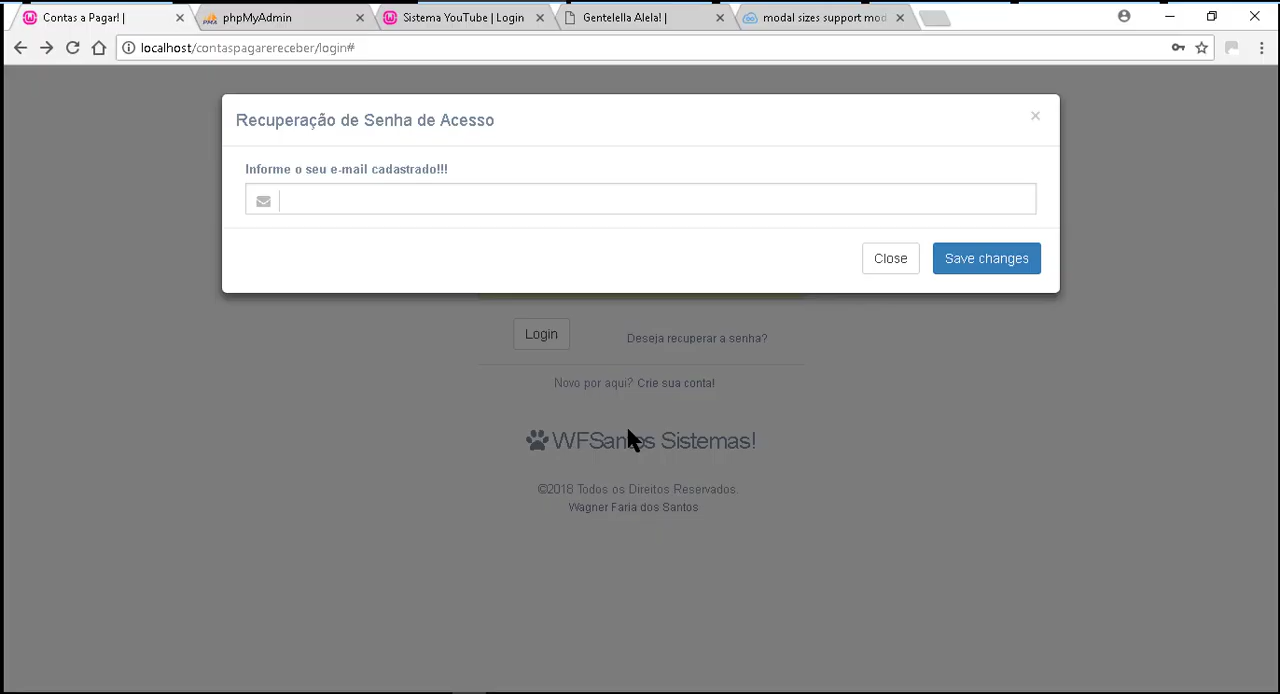 Contas a Pagar! |
phpMyAdmin
Sistema YouTube | Login
Gentelella Alela! |
modal sizes support mod
localhost/contaspagarereceber/login#
Recuperação de Senha de Acesso
×
Informe o seu e-mail cadastrado!!!
Close
Save changes
Login
Deseja recuperar a senha?
Novo por aqui? Crie sua conta!
WFSantos Sistemas!
©2018 Todos os Direitos Reservados.
Wagner Faria dos Santos